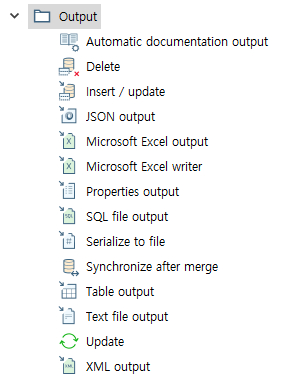 Output
Automatic documentation output
Delete
Insert / update
JSON output
Microsoft Excel output
Microsoft Excel writer
Properties output
SQL file output
Serialize to file
Synchronize after merge
Table output
Text file output
Update
XML output